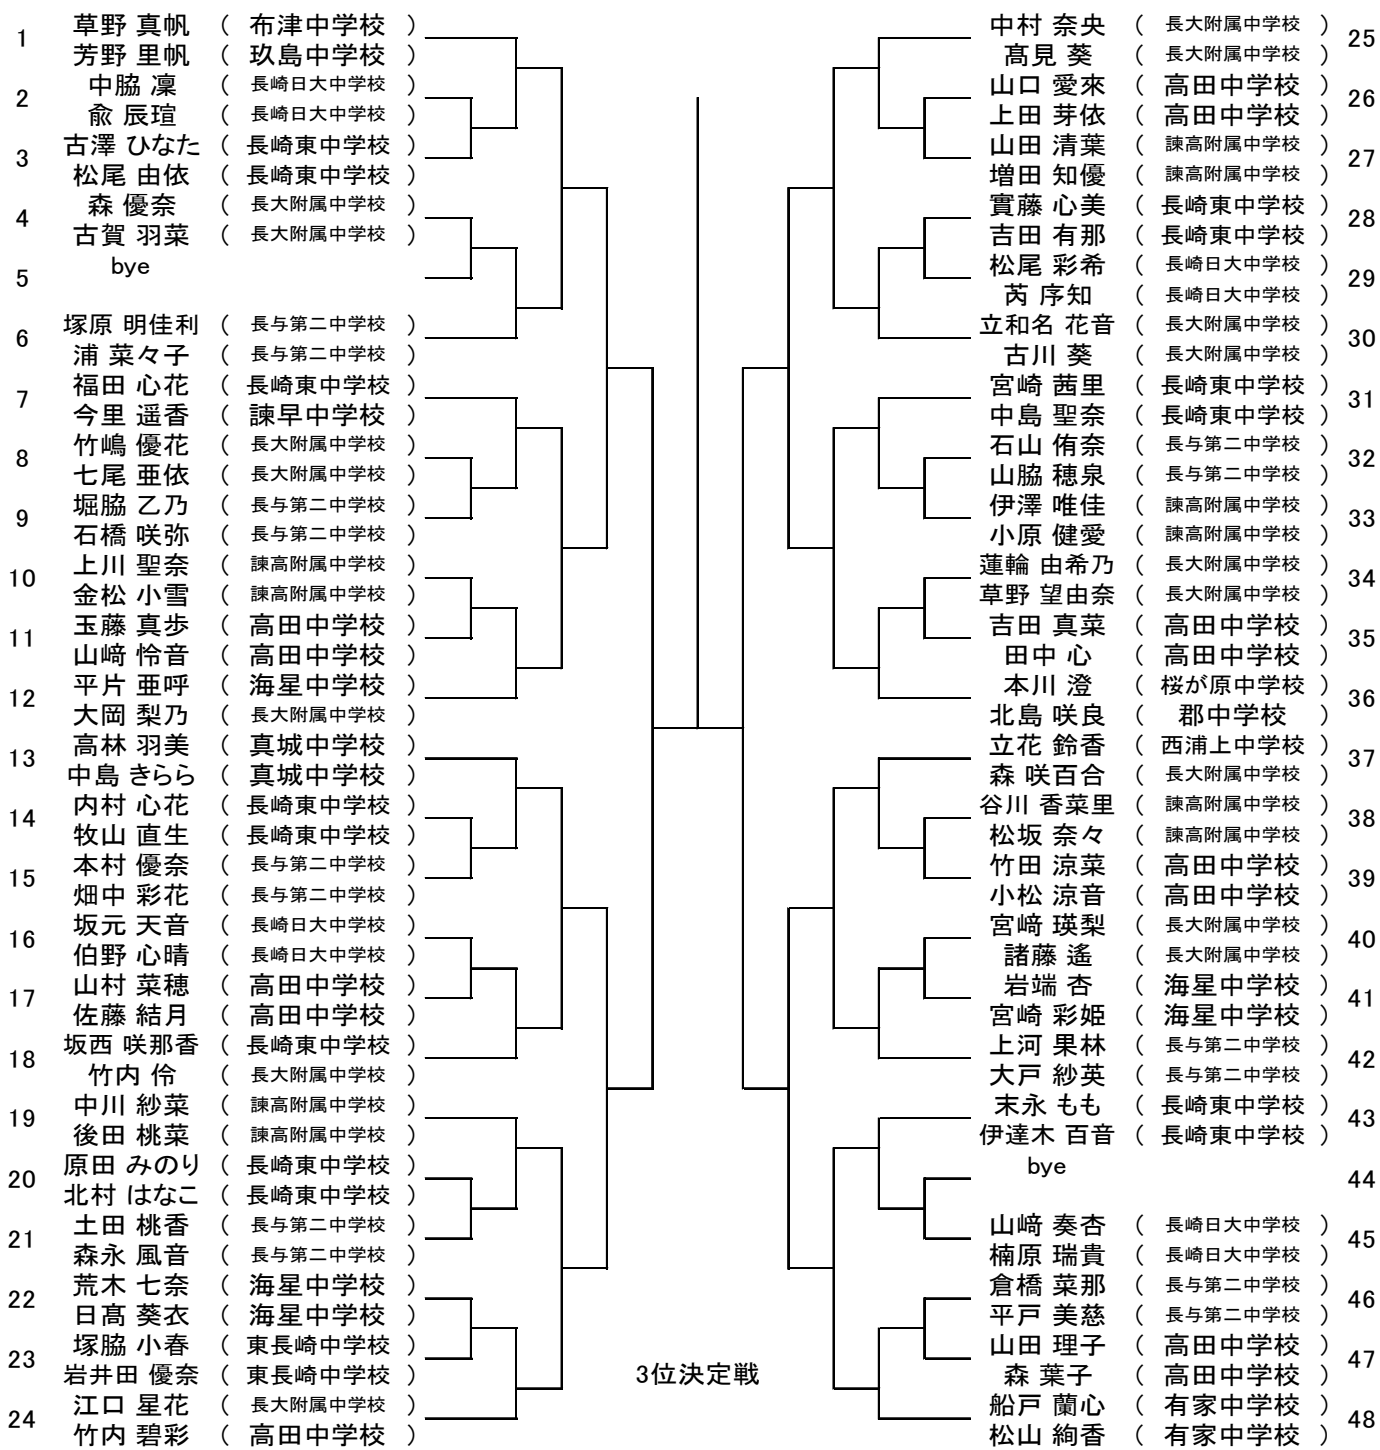 1
草野 真帆 ( 布津中学校 )
芳野 里帆 ( 玖島中学校 )
2
中脇 凜 ( 長崎日大中学校 )
兪 辰瑄 ( 長崎日大中学校 )
3
古澤 ひなた ( 長崎東中学校 )
松尾 由依 ( 長崎東中学校 )
4
森 優奈 ( 長大附属中学校 )
古賀 羽菜 ( 長大附属中学校 )
5
bye
6
塚原 明佳利 ( 長与第二中学校 )
浦 菜々子 ( 長与第二中学校 )
7
福田 心花 ( 長崎東中学校 )
今里 遥香 ( 諫早中学校 )
8
竹嶋 優花 ( 長大附属中学校 )
七尾 亜依 ( 長大附属中学校 )
9
堀脇 乙乃 ( 長与第二中学校 )
石橋 咲弥 ( 長与第二中学校 )
10
上川 聖奈 ( 諫高附属中学校 )
金松 小雪 ( 諫高附属中学校 )
11
玉藤 真歩 ( 高田中学校 )
山﨑 怜音 ( 高田中学校 )
12
平片 亜呼 ( 海星中学校 )
大岡 梨乃 ( 長大附属中学校 )
13
高林 羽美 ( 真城中学校 )
中島 きらら ( 真城中学校 )
14
内村 心花 ( 長崎東中学校 )
牧山 直生 ( 長崎東中学校 )
15
本村 優奈 ( 長与第二中学校 )
畑中 彩花 ( 長与第二中学校 )
16
坂元 天音 ( 長崎日大中学校 )
伯野 心晴 ( 長崎日大中学校 )
17
山村 菜穂 ( 高田中学校 )
佐藤 結月 ( 高田中学校 )
18
坂西 咲那香 ( 長崎東中学校 )
竹内 伶 ( 長大附属中学校 )
19
中川 紗菜 ( 諫高附属中学校 )
後田 桃菜 ( 諫高附属中学校 )
20
原田 みのり ( 長崎東中学校 )
北村 はなこ ( 長崎東中学校 )
21
土田 桃香 ( 長与第二中学校 )
森永 風音 ( 長与第二中学校 )
22
荒木 七奈 ( 海星中学校 )
日髙 葵衣 ( 海星中学校 )
23
塚脇 小春 ( 東長崎中学校 )
岩井田 優奈 ( 東長崎中学校 )
24
江口 星花 ( 長大附属中学校 )
竹内 碧彩 ( 高田中学校 )
3位決定戦
中村 奈央 ( 長大附属中学校 )
髙見 葵 ( 長大附属中学校 )
25
山口 愛來 ( 高田中学校 )
上田 芽依 ( 高田中学校 )
26
山田 清葉 ( 諫高附属中学校 )
増田 知優 ( 諫高附属中学校 )
27
實藤 心美 ( 長崎東中学校 )
吉田 有那 ( 長崎東中学校 )
28
松尾 彩希 ( 長崎日大中学校 )
芮 序知 ( 長崎日大中学校 )
29
立和名 花音 ( 長大附属中学校 )
古川 葵 ( 長大附属中学校 )
30
宮崎 茜里 ( 長崎東中学校 )
中島 聖奈 ( 長崎東中学校 )
31
石山 侑奈 ( 長与第二中学校 )
山脇 穂泉 ( 長与第二中学校 )
32
伊澤 唯佳 ( 諫高附属中学校 )
小原 健愛 ( 諫高附属中学校 )
33
蓮輪 由希乃 ( 長大附属中学校 )
草野 望由奈 ( 長大附属中学校 )
34
吉田 真菜 ( 高田中学校 )
田中 心 ( 高田中学校 )
35
本川 澄 ( 桜が原中学校 )
北島 咲良 ( 郡中学校 )
36
立花 鈴香 ( 西浦上中学校 )
森 咲百合 ( 長大附属中学校 )
37
谷川 香菜里 ( 諫高附属中学校 )
松坂 奈々 ( 諫高附属中学校 )
38
竹田 涼菜 ( 高田中学校 )
小松 涼音 ( 高田中学校 )
39
宮﨑 瑛梨 ( 長大附属中学校 )
諸藤 遙 ( 長大附属中学校 )
40
岩端 杏 ( 海星中学校 )
宮崎 彩姫 ( 海星中学校 )
41
上河 果林 ( 長与第二中学校 )
大戸 紗英 ( 長与第二中学校 )
42
末永 もも ( 長崎東中学校 )
伊達木 百音 ( 長崎東中学校 )
43
bye
44
山﨑 奏杏 ( 長崎日大中学校 )
楠原 瑞貴 ( 長崎日大中学校 )
45
倉橋 菜那 ( 長与第二中学校 )
平戸 美慈 ( 長与第二中学校 )
46
山田 理子 ( 高田中学校 )
森 葉子 ( 高田中学校 )
47
船戸 蘭心 ( 有家中学校 )
松山 絢香 ( 有家中学校 )
48